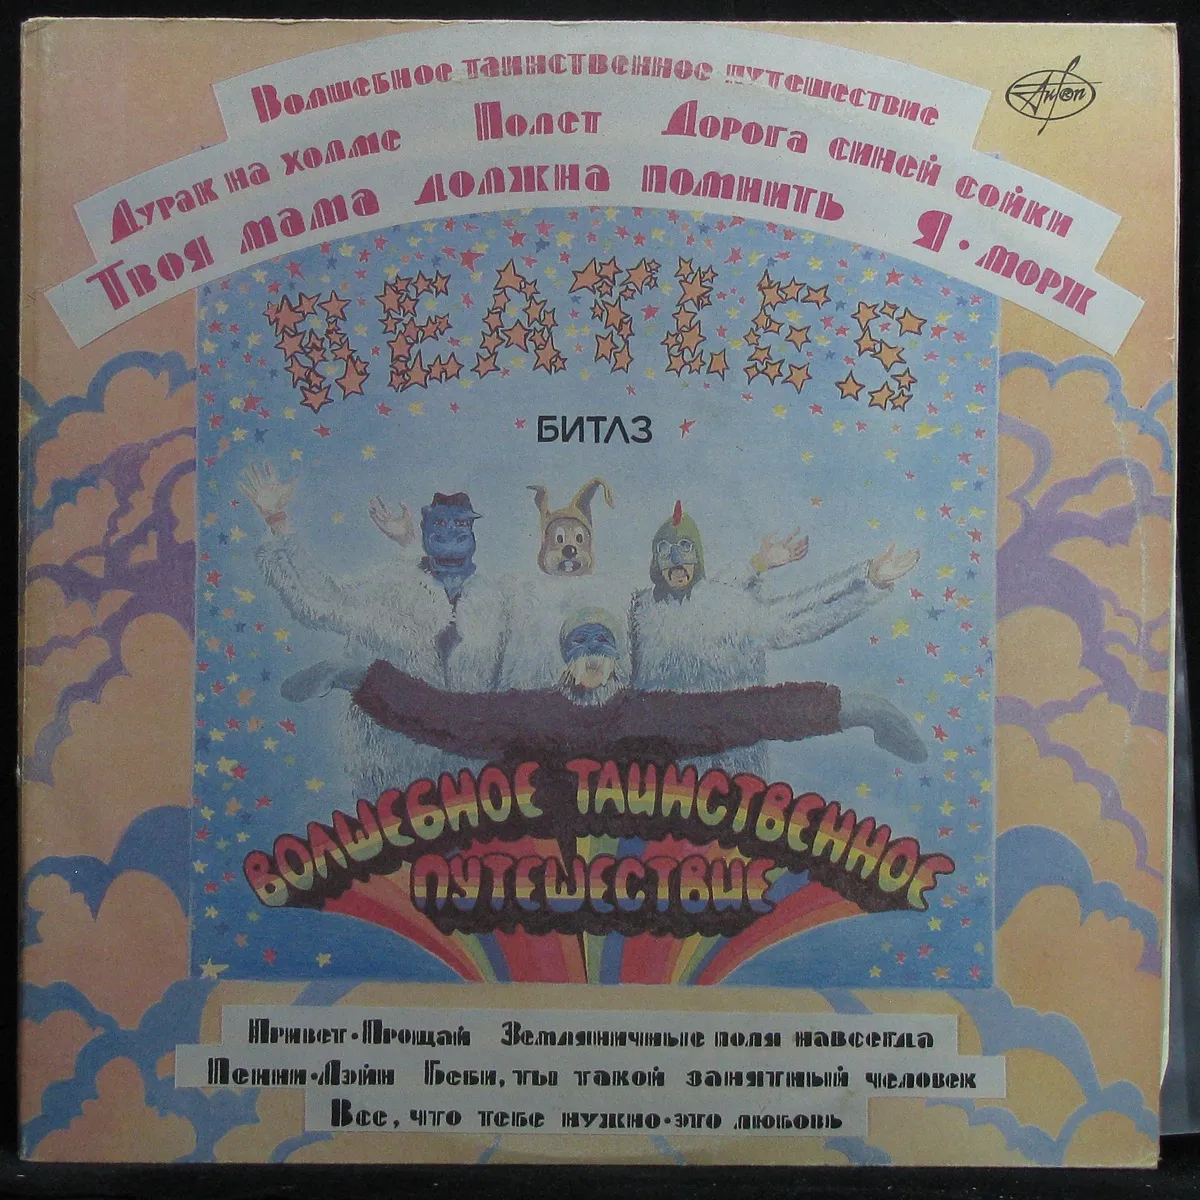 Волшебное таинственное путешествие
Дурак на холме Полет Дорога синей сойки
Твоя мама должна помнить Я·морж
Антроп
BEATLES
БИТЛЗ
ВОЛШЕБНОЕ ТАИНСТВЕННОЕ
ПУТЕШЕСТВИЕ
Привет·Прощай Земляничные поля навсегда
Пенни·Лэйн Беби, ты такой занятный человек
Все, что тебе нужно·это любовь